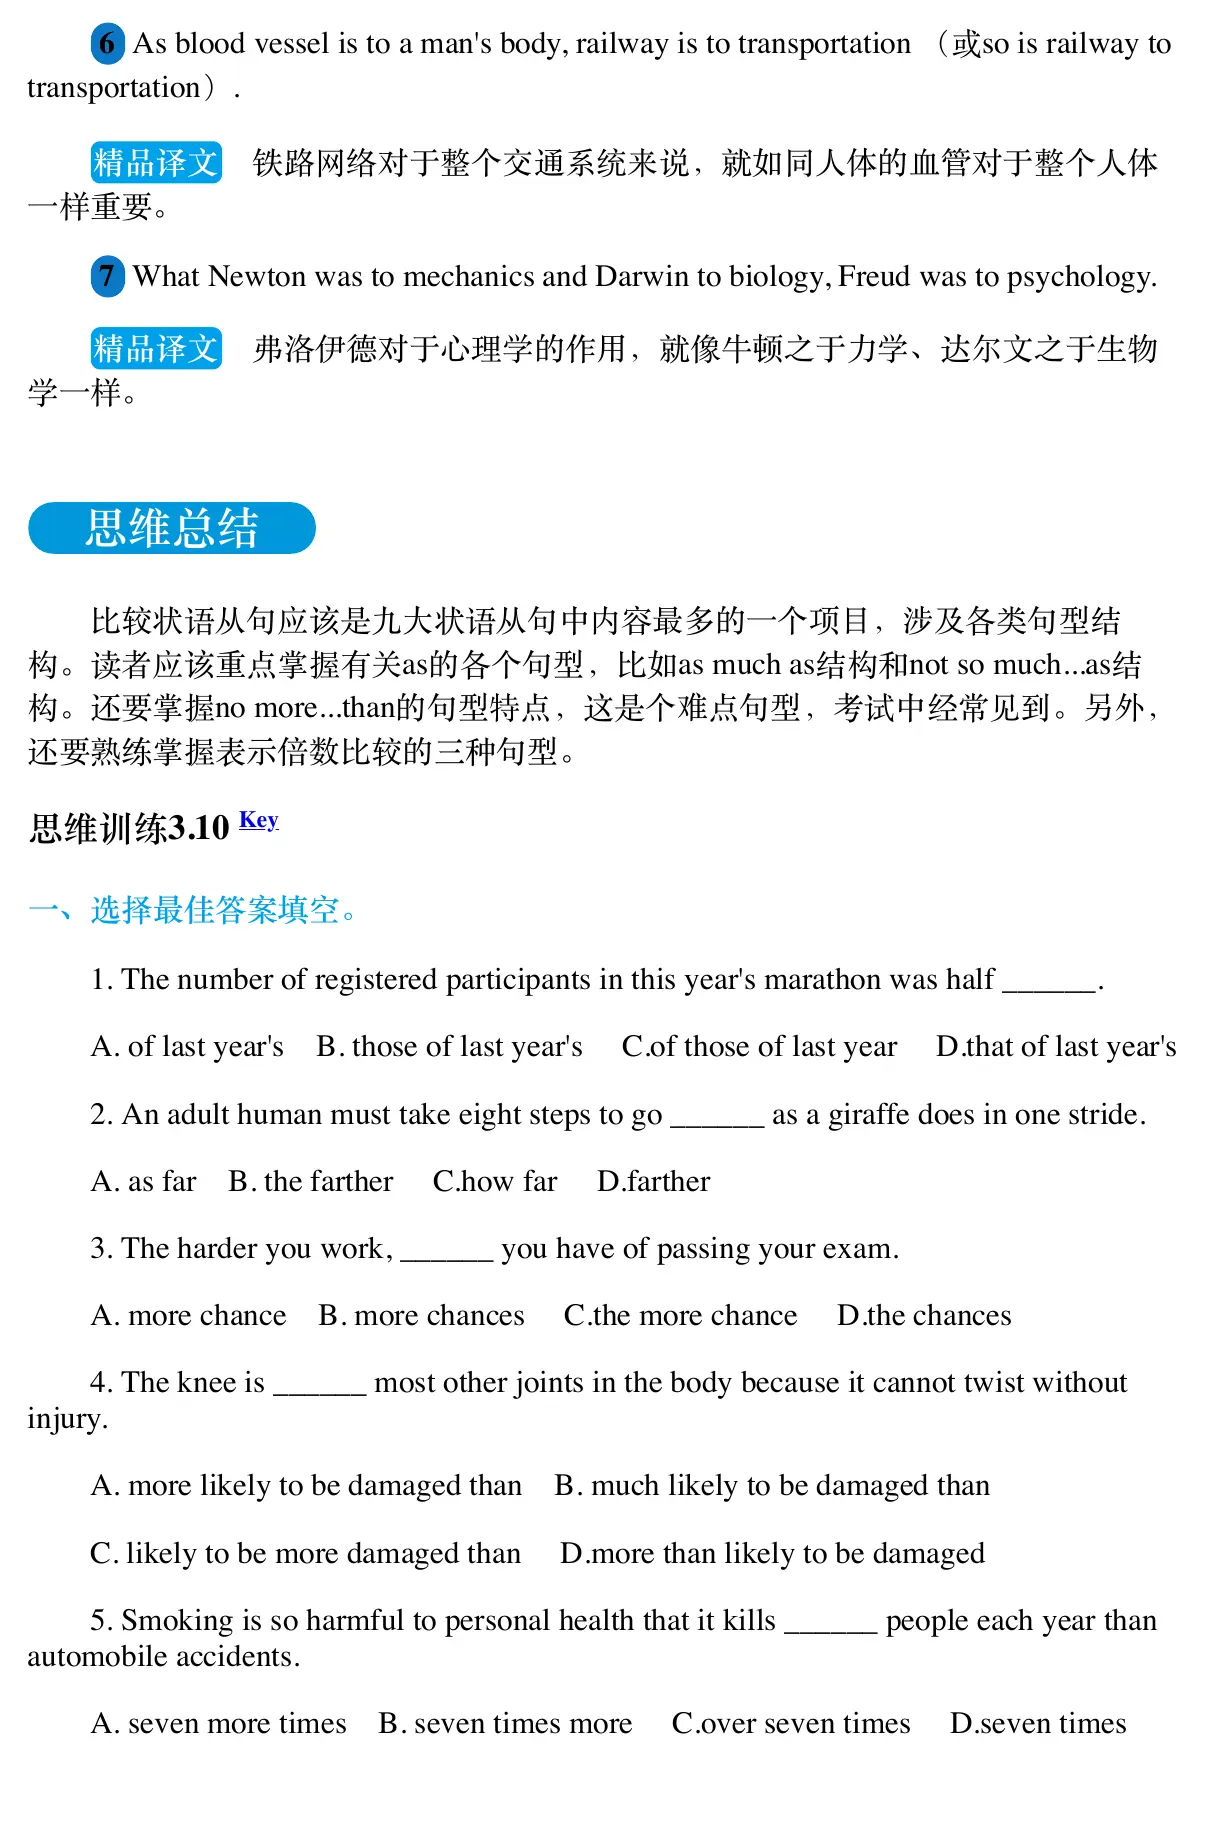 6 As blood vessel is to a man's body, railway is to transportation （或so is railway to
transportation）.
精品译文 铁路网络对于整个交通系统来说，就如同人体的血管对于整个人体
一样重要。
7 What Newton was to mechanics and Darwin to biology, Freud was to psychology.
精品译文 弗洛伊德对于心理学的作用，就像牛顿之于力学、达尔文之于生物
学一样。
思维总结
比较状语从句应该是九大状语从句中内容最多的一个项目，涉及各类句型结
构。读者应该重点掌握有关as的各个句型，比如as much as结构和not so much...as结
构。还要掌握no more...than的句型特点，这是个难点句型，考试中经常见到。另外，
还要熟练掌握表示倍数比较的三种句型。
思维训练3.10 Key
一、选择最佳答案填空。
1. The number of registered participants in this year's marathon was half ______.
A. of last year's B. those of last year's C.of those of last year D.that of last year's
2. An adult human must take eight steps to go ______ as a giraffe does in one stride.
A. as far B. the farther C.how far D.farther
3. The harder you work, ______ you have of passing your exam.
A. more chance B. more chances C.the more chance D.the chances
4. The knee is ______ most other joints in the body because it cannot twist without
injury.
A. more likely to be damaged than B. much likely to be damaged than
C. likely to be more damaged than D.more than likely to be damaged
5. Smoking is so harmful to personal health that it kills ______ people each year than
automobile accidents.
A. seven more times B. seven times more C.over seven times D.seven times